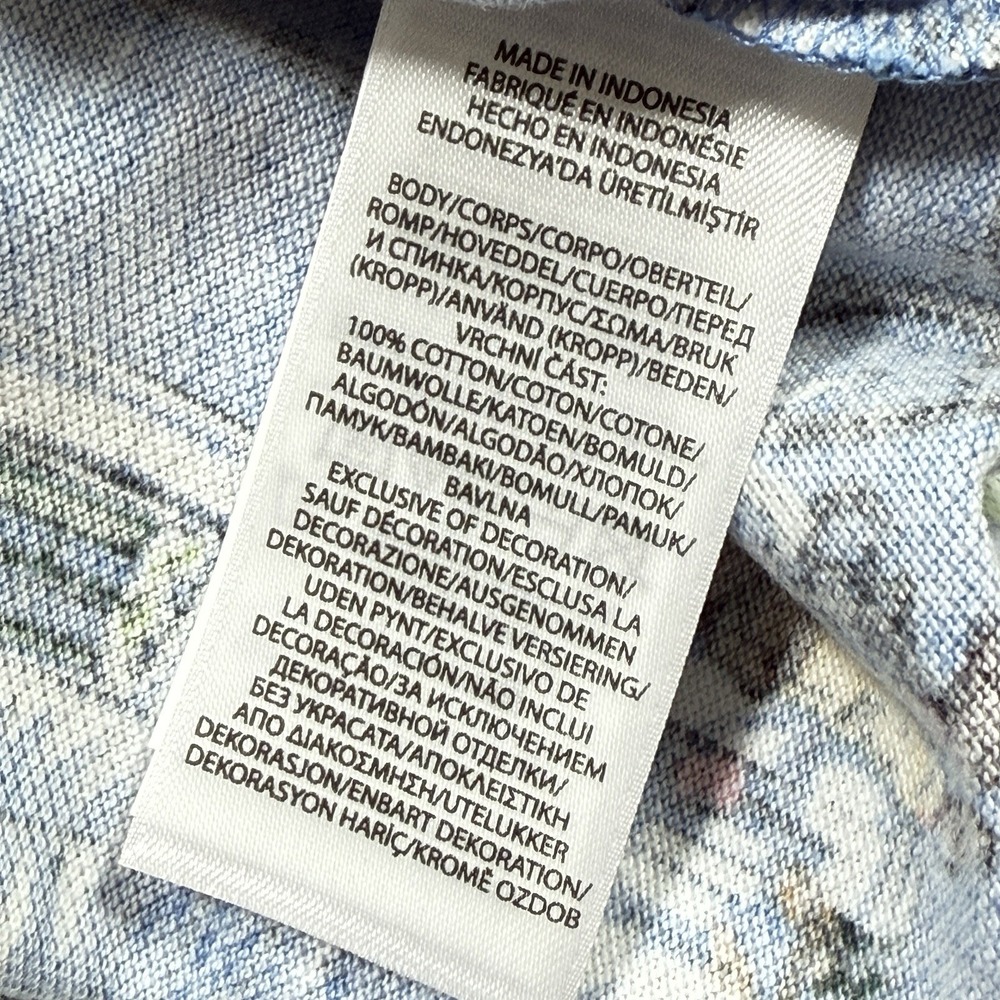 MADE IN INDONESIA
FABRIQUÉ EN INDONÉSIE
HECHO EN INDONESIA
ENDONEZYA'DA ÜRETİLMİŞTİR
BODY/CORPS/CORPO/OBERTEIL/
ROMP/HOVEDDEL/CUERPO/ПЕРЕД
И СПИНКА/КОРПУС/ΣΩΜΑ/BRUK
(KROPP)/ANVÄND (KROPP)/BEDEN/
VRCHNÍ ČÁST:
100% COTTON/COTON/COTONE/
BAUMWOLLE/KATOEN/BOMULD/
ALGODÓN/ALGODÃO/ХЛОПОК/
ПАМУК/ΒΑΜΒΑΚΙ/BOMULL/PAMUK/
BAVLNA
EXCLUSIVE OF DECORATION/
SAUF DÉCORATION/ESCLUSA LA
DECORAZIONE/AUSGENOMMEN
DEKORATION/BEHALVE VERSIERING/
UDEN PYNT/EXCLUSIVO DE
LA DECORACIÓN/NÃO INCLUI
DECORAÇÃO/ЗА ИСКЛЮЧЕНИЕМ
ДЕКОРАТИВНОЙ ОТДЕЛКИ/
БЕЗ УКРАСАТА/ΑΠΟΚΛΕΙΣΤΙΚΗ
ΑΠΟ ΔΙΑΚΟΣΜΗΣΗ/UTELUKKER
DEKORASJON/ENBART DEKORATION/
DEKORASYON HARİÇ/KROMĚ OZDOB